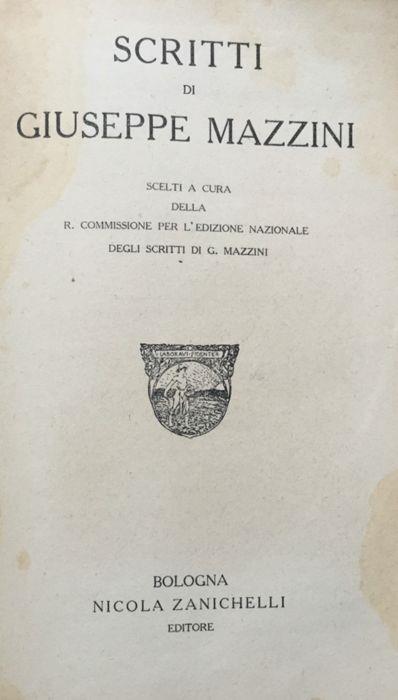 SCRITTI
DI
GIUSEPPE MAZZINI
SCELTI A CURA
DELLA
R. COMMISSIONE PER L'EDIZIONE NAZIONALE
DEGLI SCRITTI DI G. MAZZINI
LABORAVI·FIDENTER
BOLOGNA
NICOLA ZANICHELLI
EDITORE